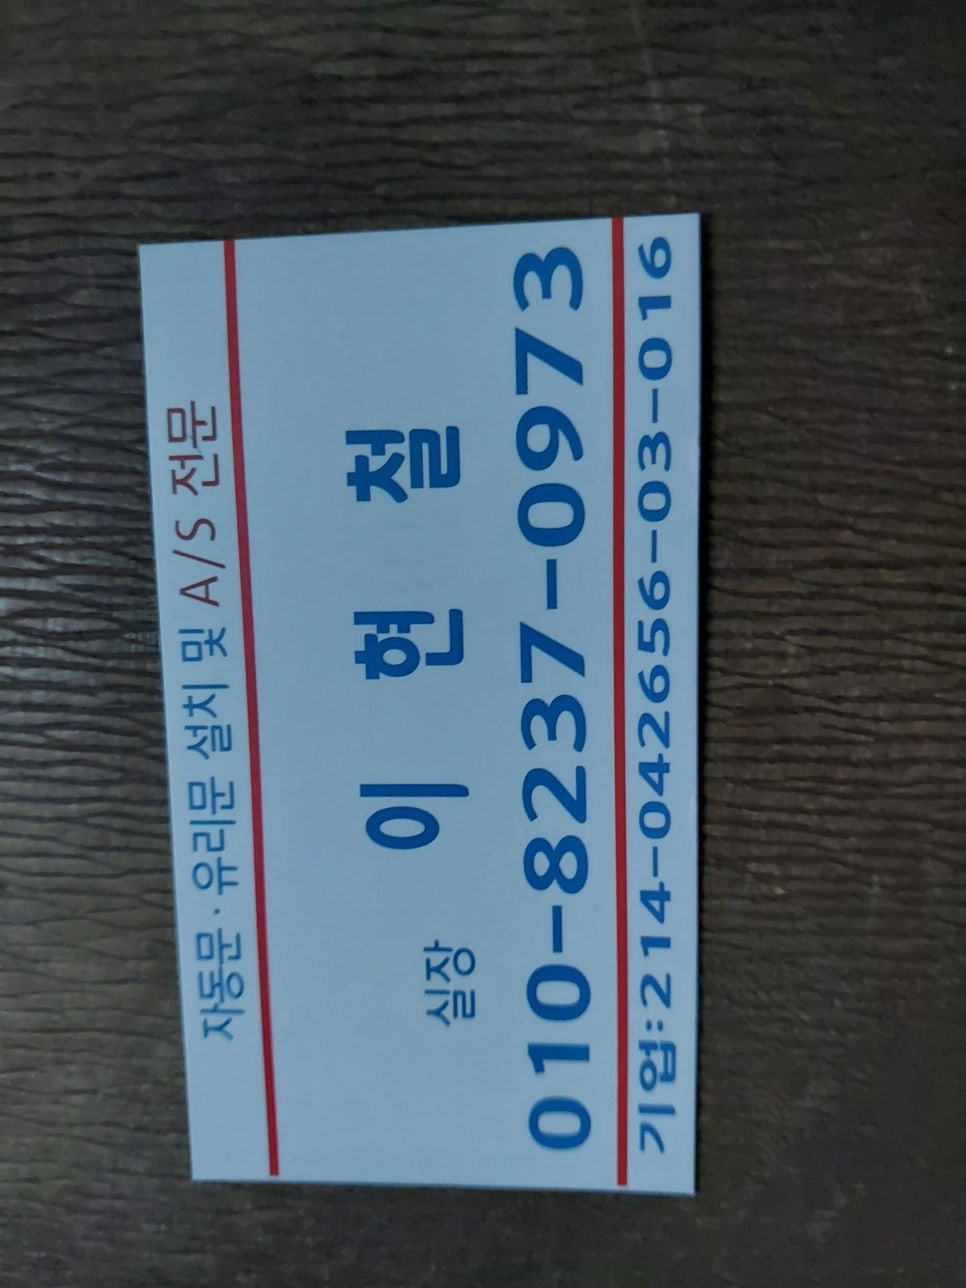 자동문·유리문 설치 및 A/S 전문
실장 이 현 철
010-8237-0973
기업:214-042656-03-016